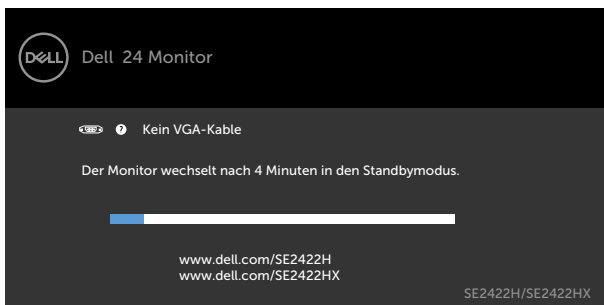 DELL
Dell 24 Monitor
? Kein VGA-Kable
Der Monitor wechselt nach 4 Minuten in den Standbymodus.
www.dell.com/SE2422H
www.dell.com/SE2422HX
SE2422H/SE2422HX